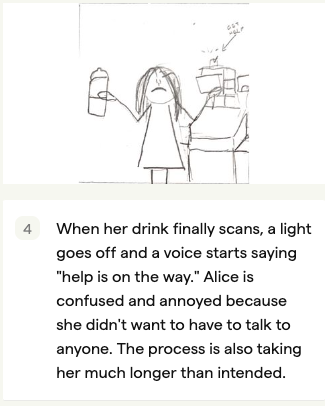 GET
HELP
4
When her drink finally scans, a light
goes off and a voice starts saying
"help is on the way." Alice is
confused and annoyed because
she didn't want to have to talk to
anyone. The process is also taking
her much longer than intended.